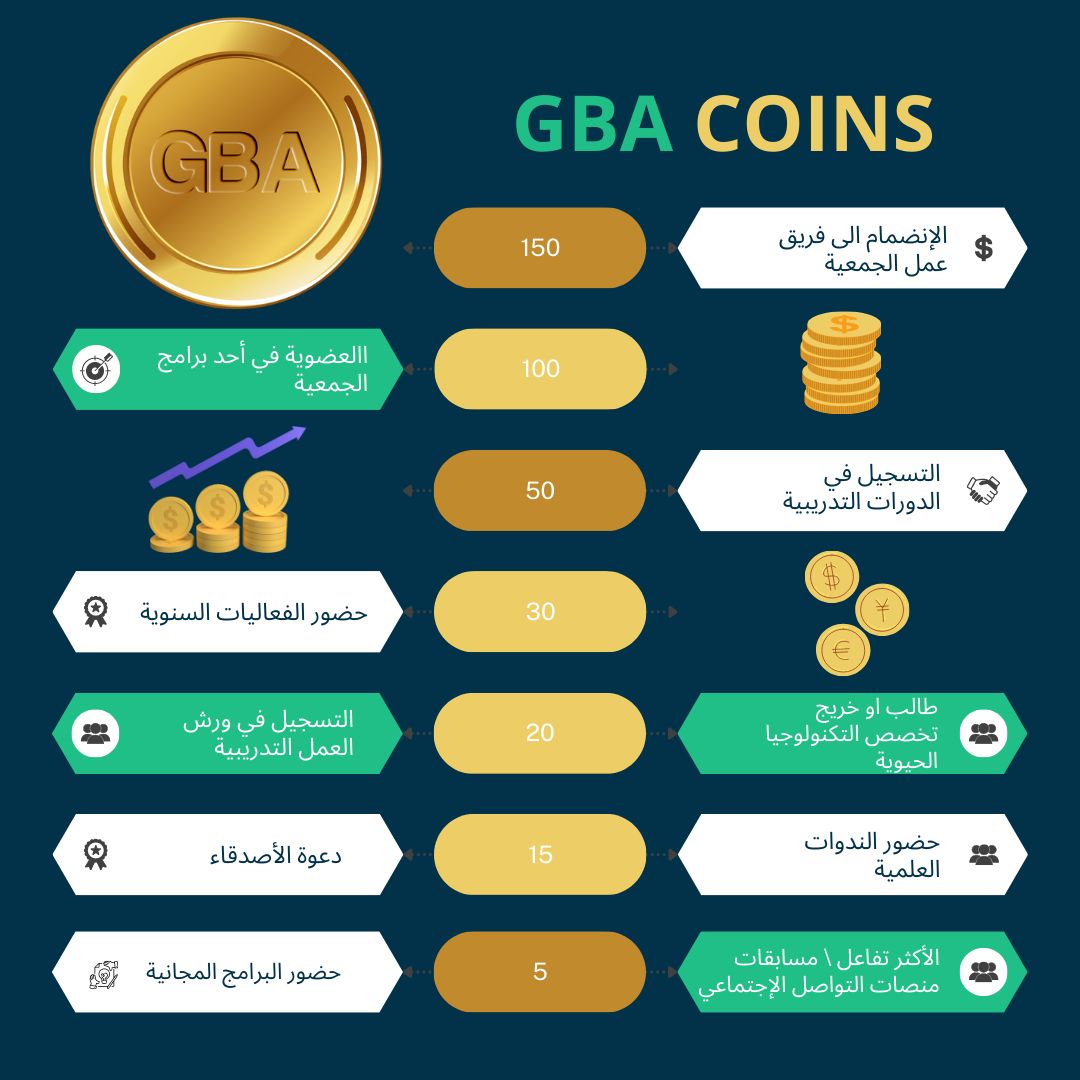 GBA
GBA COINS
150
الإنضمام الى فريق
عمل الجمعية
100
االعضوية في أحد برامج
الجمعية
50
التسجيل في
الدورات التدريبية
30
حضور الفعاليات السنوية
طالب او خريج
تخصص التكنولوجيا
الحيوية
20
التسجيل في ورش
العمل التدريبية
حضور الندوات
العلمية
15
دعوة الأصدقاء
الأكثر تفاعل \ مسابقات
منصات التواصل الإجتماعي
5
حضور البرامج المجانية